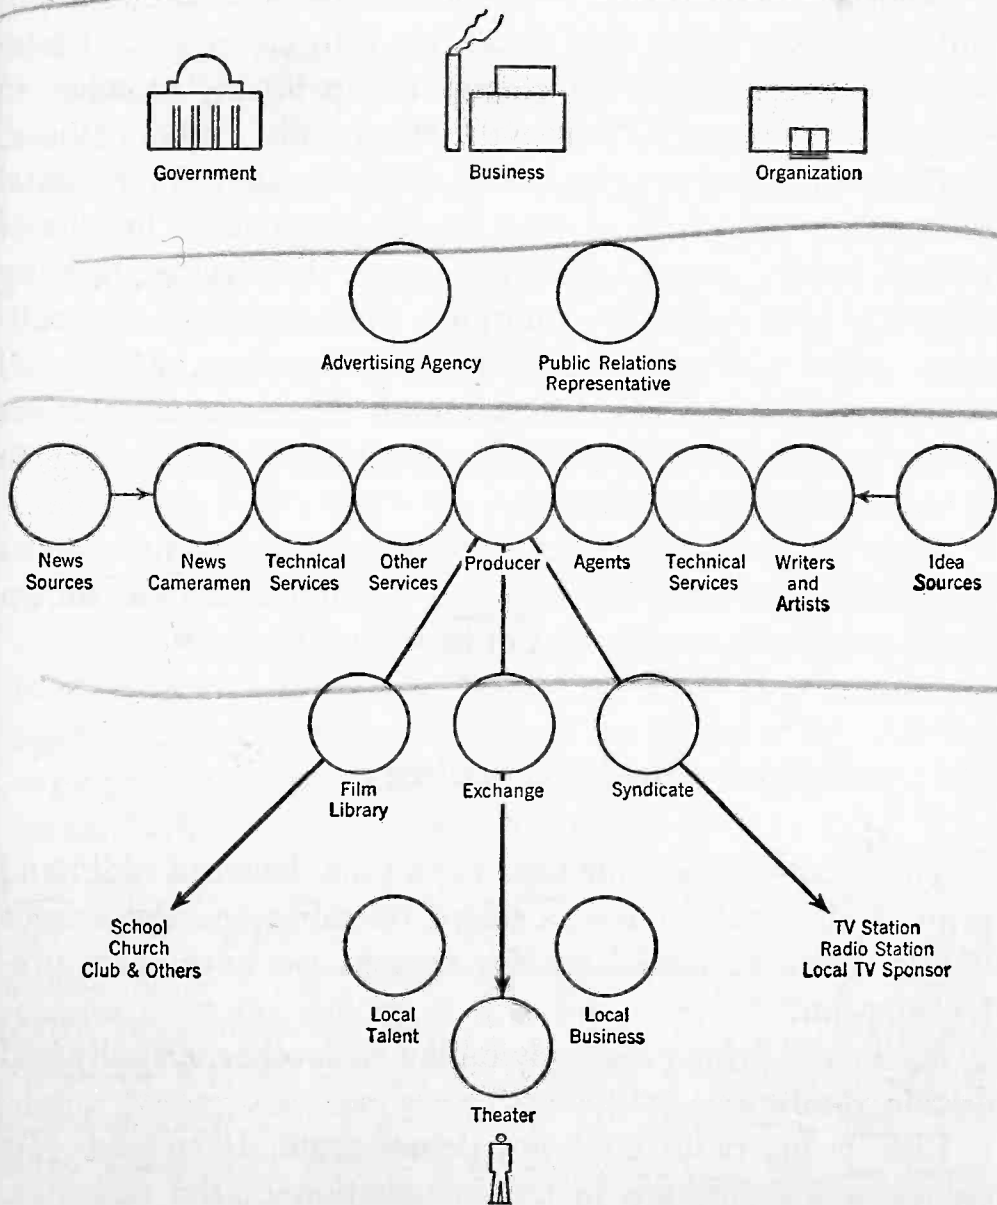 Government
Business
Organization
Advertising Agency
Public Relations
Representative
News
Sources
News
Cameramen
Technical
Services
Other
Services
Producer
Agents
Technical
Services
Writers
and
Artists
Idea
Sources
Film
Library
Exchange
Syndicate
School
Church
Club & Others
TV Station
Radio Station
Local TV Sponsor
Local
Talent
Local
Business
Theater